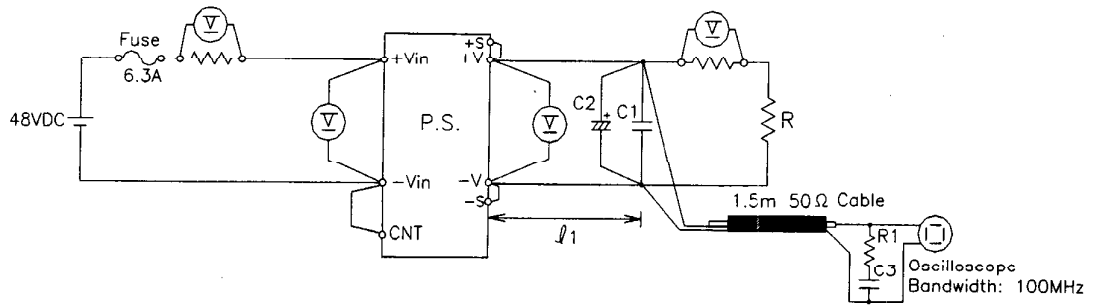 Fuse
6.3A
V
48VDC
+Vin
V
-Vin
CNT
P.S.
+S
+V
V
-V
-S
C2
+
C1
V
R
ℓ1
1.5m 50Ω Cable
R1
C3
Oscilloscope
Bandwidth: 100MHz